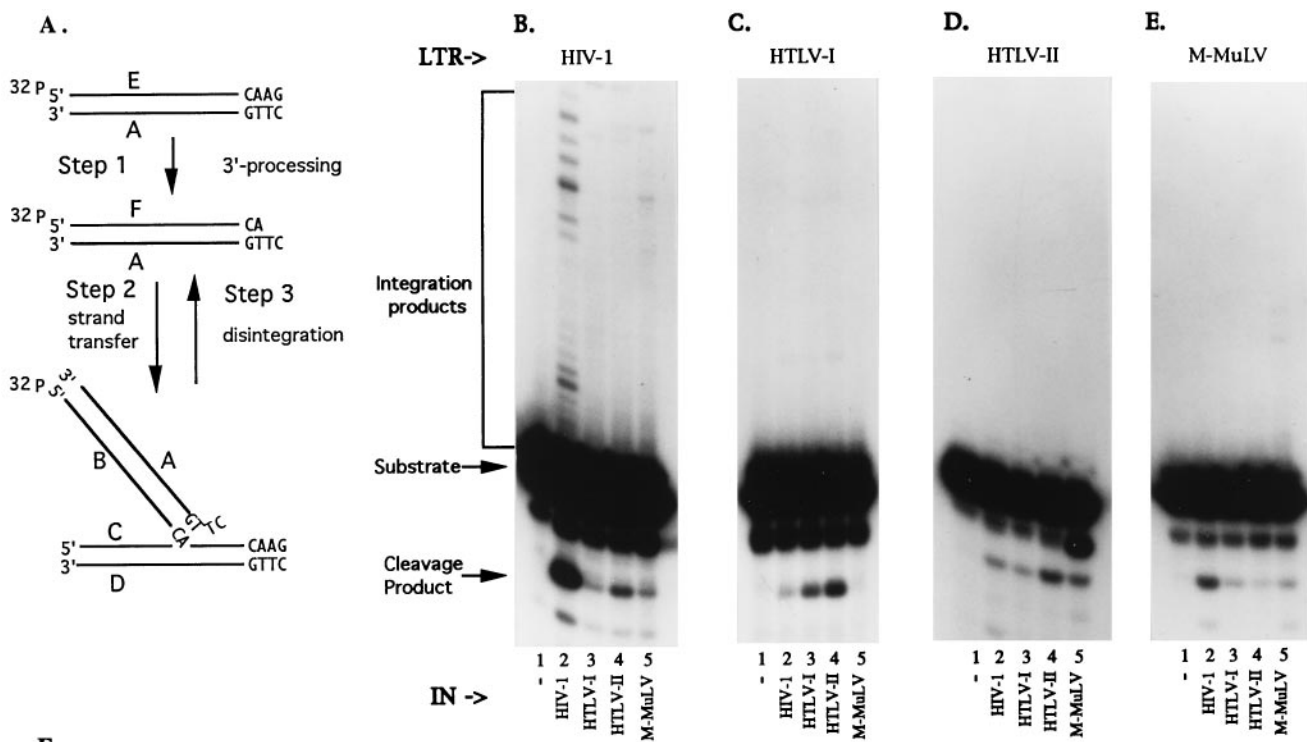 A.
32 P 5' E CAAG
3' A GTTC
Step 1 3'-processing
32 P 5' F CA
3' A GTTC
Step 2 strand transfer
Step 3 disintegration
32 P 5' 3'
B A
GTTC
CA
5' C CAAG
3' D GTTC
LTR->
B.
HIV-1
C.
HTLV-I
D.
HTLV-II
E.
M-MuLV
Integration products
Substrate
Cleavage Product
IN ->
1 2 3 4 5
- HIV-1 HTLV-I HTLV-II M-MuLV
1 2 3 4 5
- HIV-1 HTLV-I HTLV-II M-MuLV
1 2 3 4 5
- HIV-1 HTLV-I HTLV-II M-MuLV
1 2 3 4 5
- HIV-1 HTLV-I HTLV-II M-MuLV